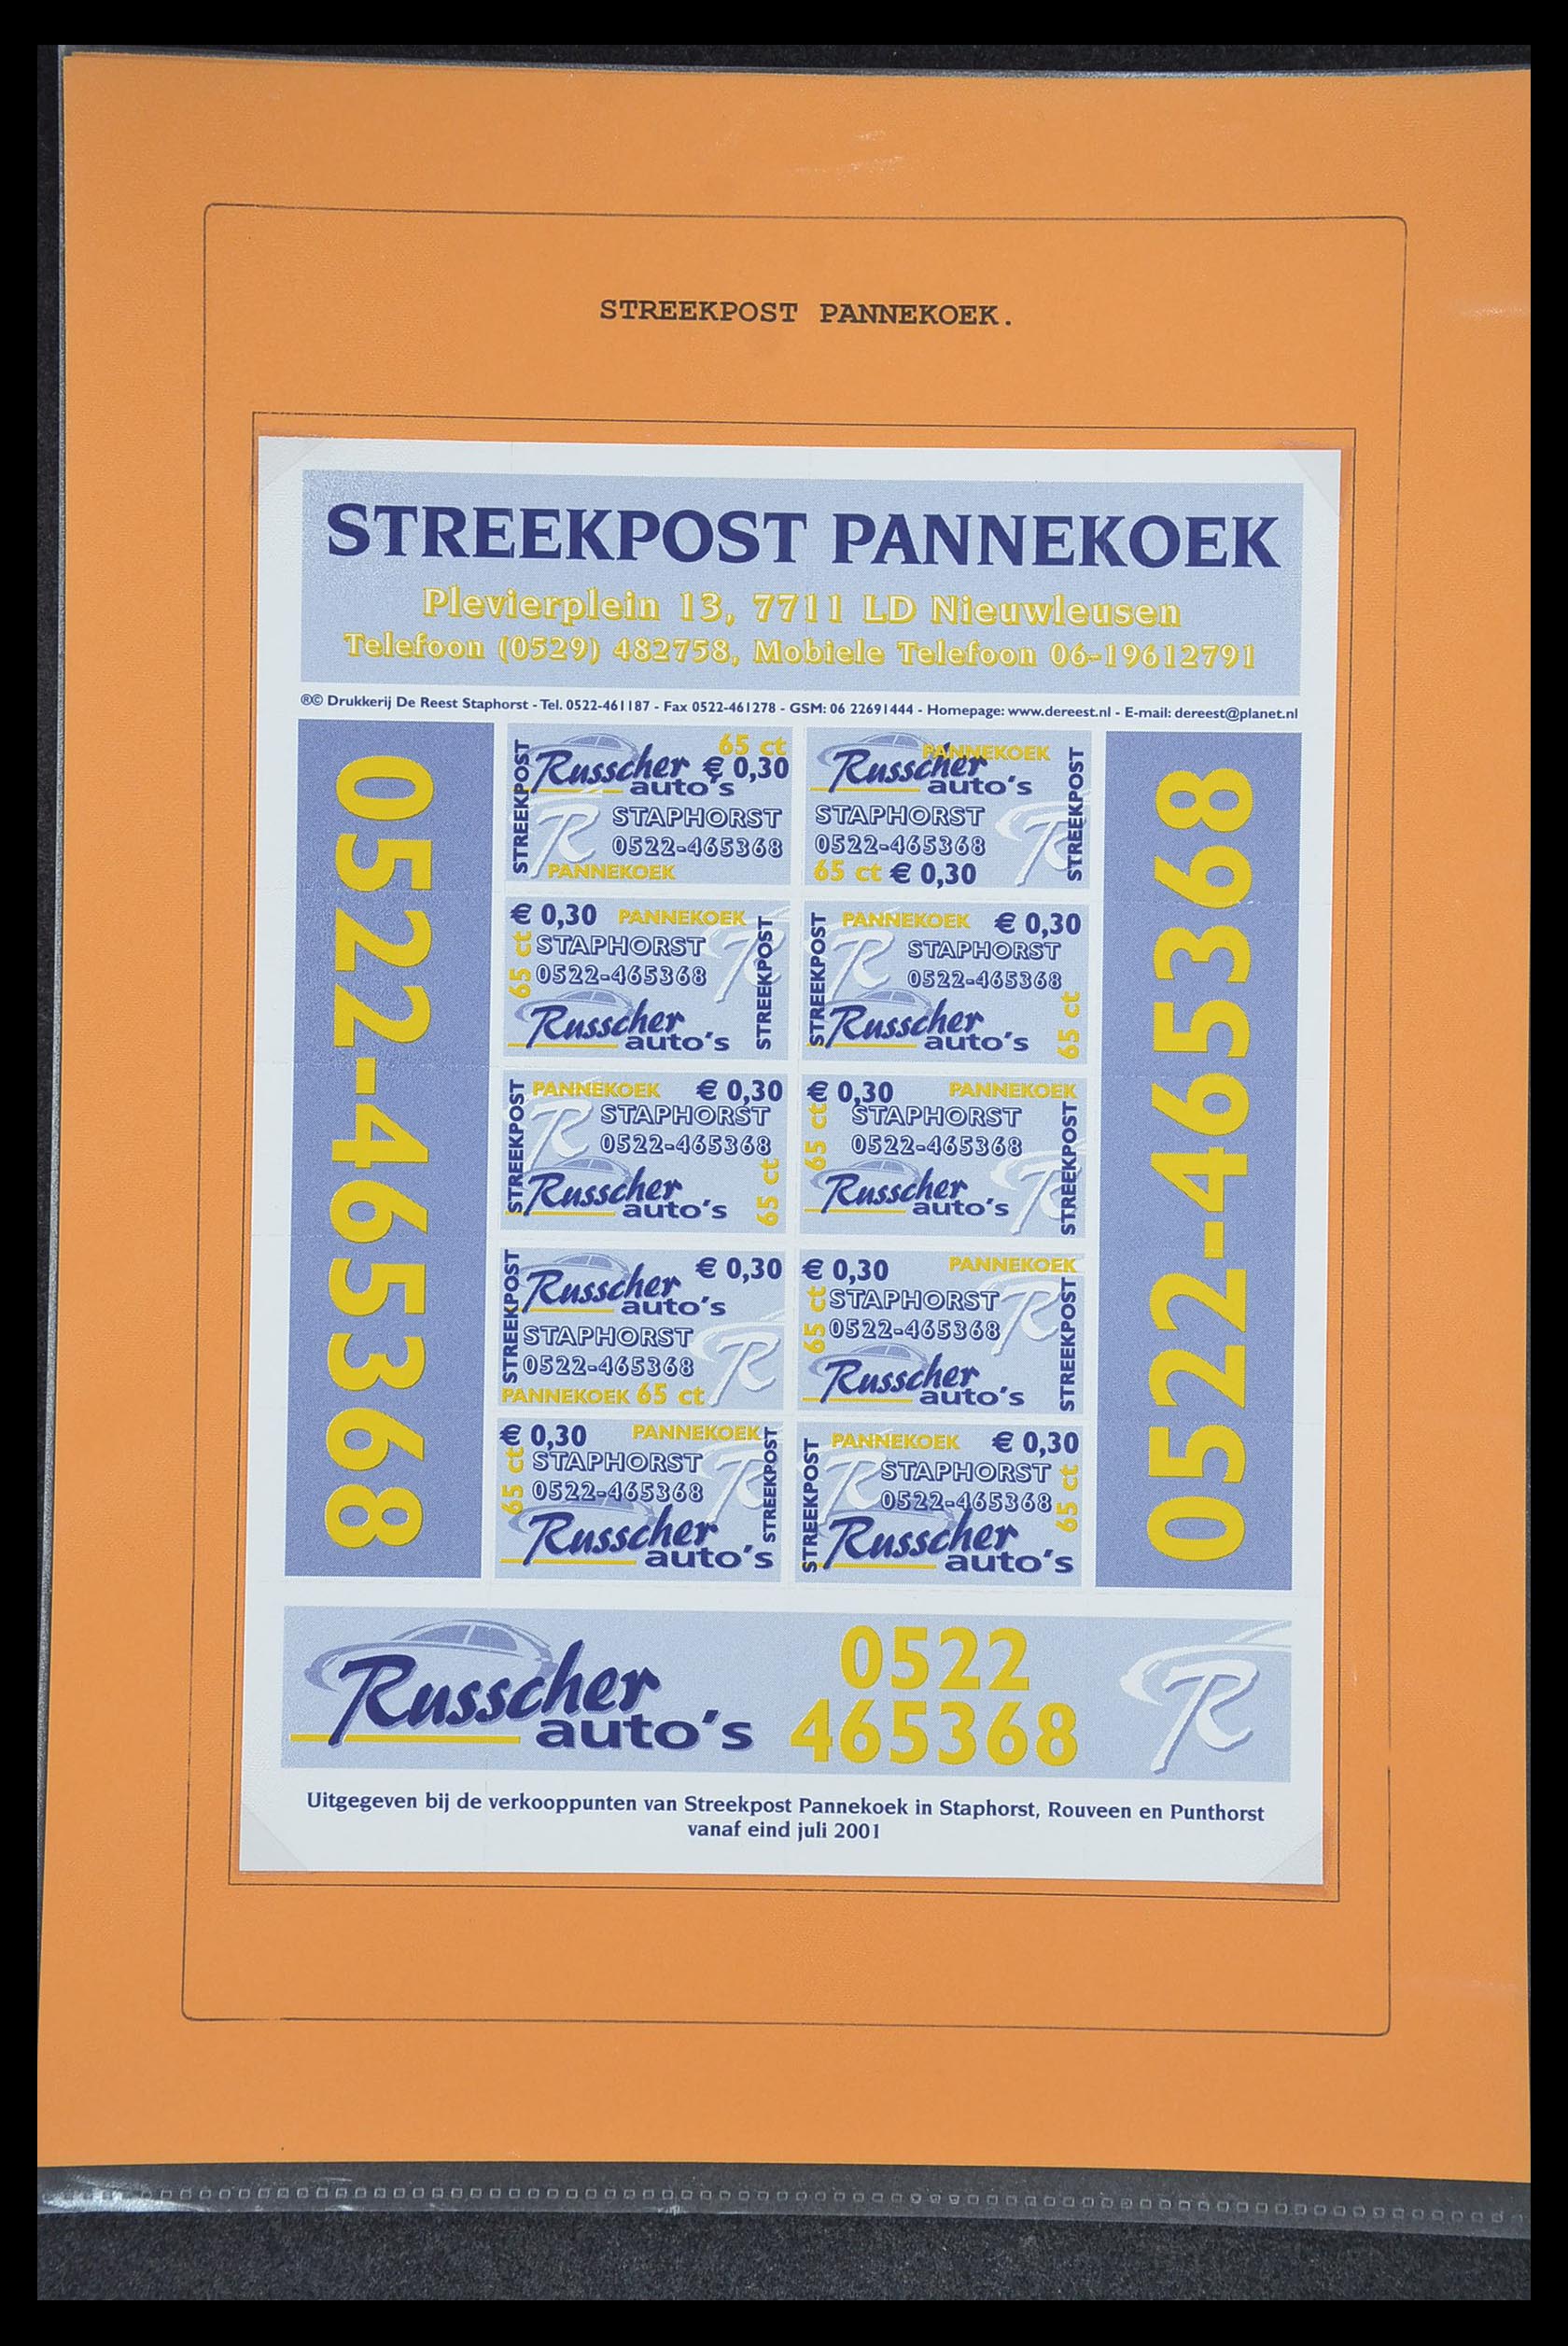 STREEKPOST PANNEKOEK.
STREEKPOST PANNEKOEK
Plevierplein 13, 7711 LD Nieuwleusen
Telefoon (0529) 482758, Mobiele Telefoon 06-19612791
®© Drukkerij De Reest Staphorst - Tel. 0522-461187 - Fax 0522-461278 - GSM: 06 22691444 - Homepage: www.dereest.nl - E-mail: dereest@planet.nl
0522-465368
STREEKPOST
65 ct
Russcher € 0,30
auto's
STAPHORST
0522-465368
PANNEKOEK
PANNEKOEK
Russcher
auto's
STAPHORST
0522-465368
65 ct € 0,30
STREEKPOST
€ 0,30 PANNEKOEK
65 ct
STAPHORST
0522-465368
Russcher
auto's
STREEKPOST
STREEKPOST
PANNEKOEK € 0,30
STAPHORST
0522-465368
Russcher
auto's
65 ct
STREEKPOST
PANNEKOEK € 0,30
STAPHORST
0522-465368
Russcher
auto's
65 ct
€ 0,30 PANNEKOEK
65 ct
STAPHORST
0522-465368
Russcher
auto's
STREEKPOST
STREEKPOST
€ 0,30
Russcher
auto's
STAPHORST
0522-465368
PANNEKOEK 65 ct
€ 0,30 PANNEKOEK
65 ct
STAPHORST
0522-465368
Russcher
auto's
STREEKPOST
€ 0,30 PANNEKOEK
65 ct
STAPHORST
0522-465368
Russcher
auto's
STREEKPOST
STREEKPOST
PANNEKOEK € 0,30
STAPHORST
0522-465368
65 ct
Russcher
auto's
0522-465368
Russcher
auto's
0522
465368
R
Uitgegeven bij de verkooppunten van Streekpost Pannekoek in Staphorst, Rouveen en Punthorst
vanaf eind juli 2001